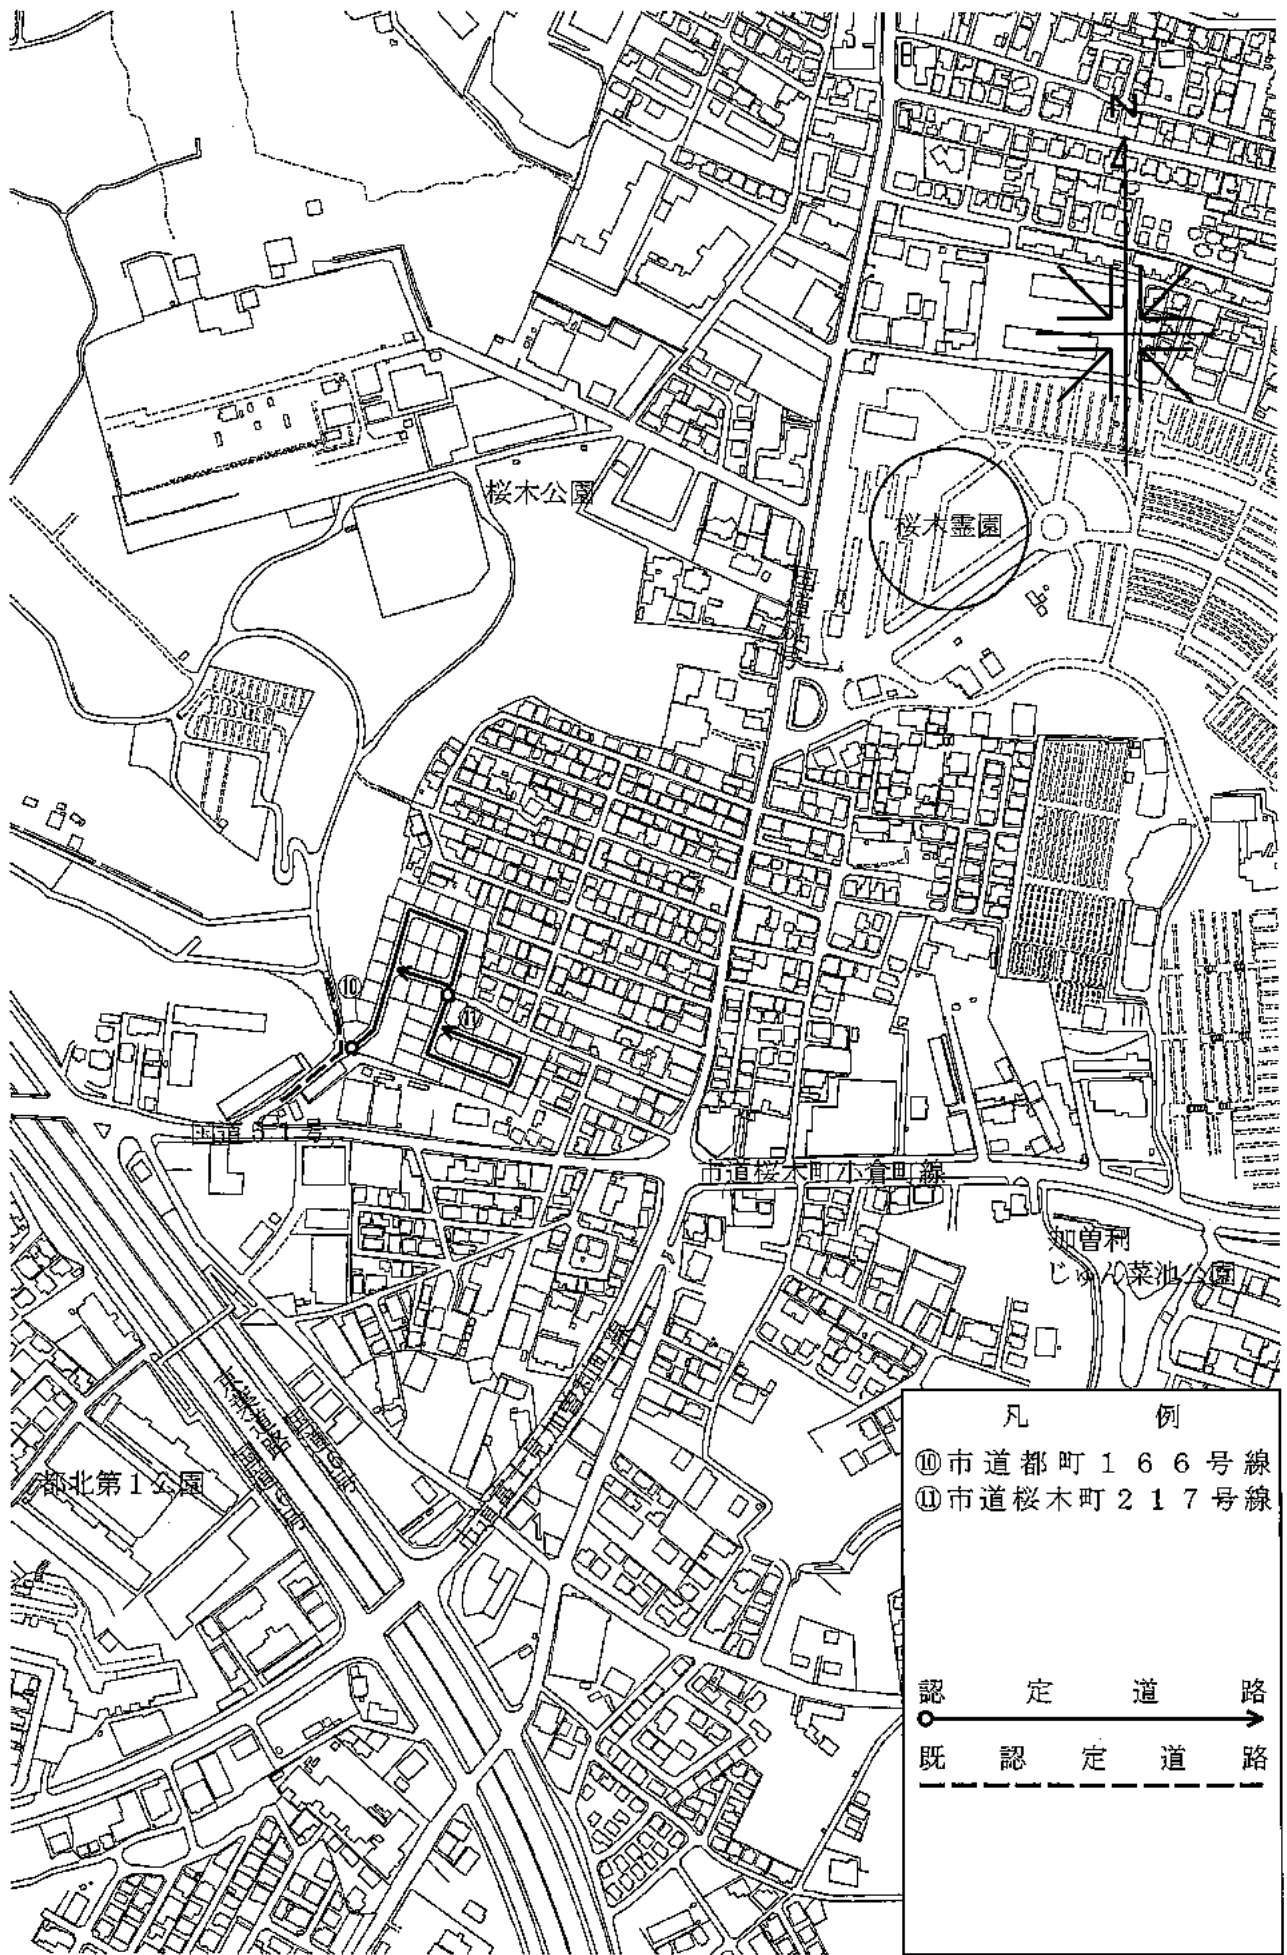 N
桜木公園
桜木霊園
⑩
⑪
国道51号
市道桜木町小倉町線
加曽利
じゅん菜池公園
都北第1公園
凡例
⑩市道都町166号線
⑪市道桜木町217号線
認定道路
既認定道路